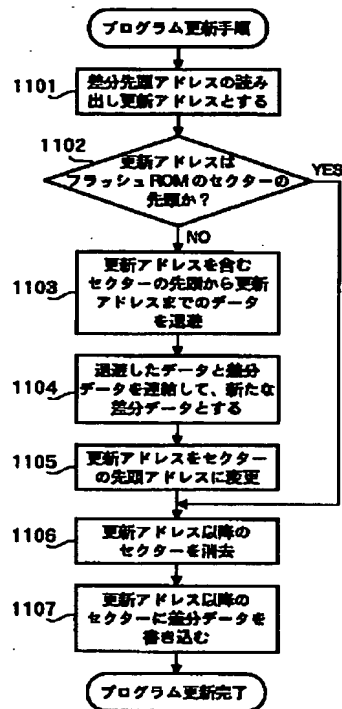 プログラム更新手順
1101
差分先頭アドレスの読み
出し更新アドレスとする
1102
更新アドレスは
フラッシュROMのセクターの
先頭か？
YES
NO
1103
更新アドレスを含む
セクターの先頭から更新
アドレスまでのデータ
を退避
1104
退避したデータと差分
データを連結して、新たな
差分データとする
1105
更新アドレスをセクター
の先頭アドレスに変更
1106
更新アドレス以降の
セクターを消去
1107
更新アドレス以降の
セクターに差分データを
書き込む
プログラム更新完了